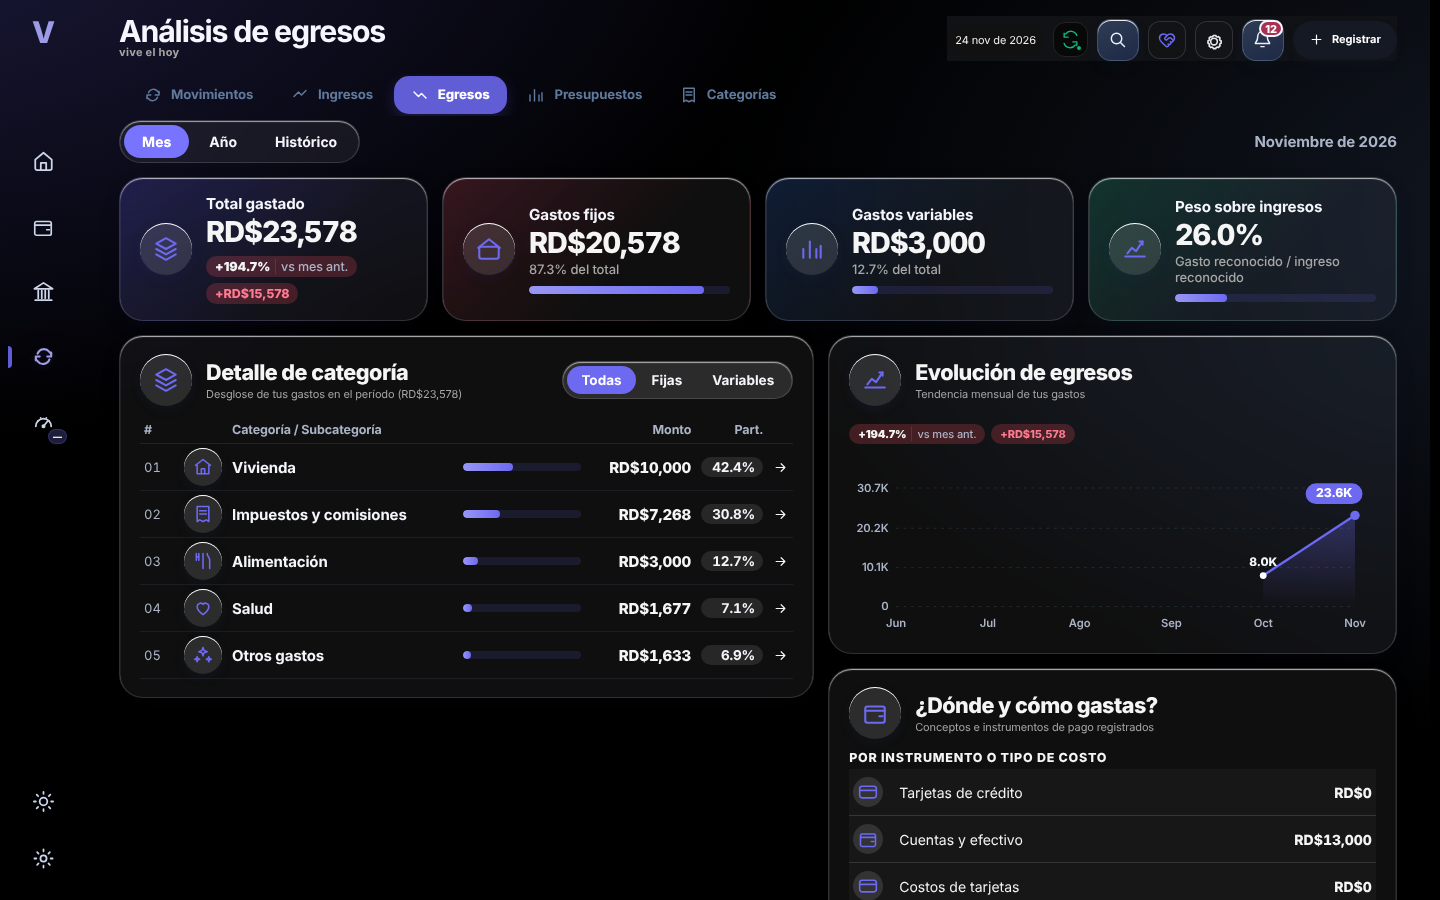 V
Análisis de egresos
vive el hoy
24 nov de 2026
12
Registrar
Movimientos
Ingresos
Egresos
Presupuestos
Categorías
Mes
Año
Histórico
Noviembre de 2026
Total gastado
RD$23,578
+194.7% vs mes ant.
+RD$15,578
Gastos fijos
RD$20,578
87.3% del total
Gastos variables
RD$3,000
12.7% del total
Peso sobre ingresos
26.0%
Gasto reconocido / ingreso
reconocido
Detalle de categoría
Desglose de tus gastos en el período (RD$23,578)
Todas
Fijas
Variables
# Categoría / Subcategoría Monto Part.
01 Vivienda RD$10,000 42.4% →
02 Impuestos y comisiones RD$7,268 30.8% →
03 Alimentación RD$3,000 12.7% →
04 Salud RD$1,677 7.1% →
05 Otros gastos RD$1,633 6.9% →
Evolución de egresos
Tendencia mensual de tus gastos
+194.7% vs mes ant. +RD$15,578
30.7K
23.6K
20.2K
8.0K
10.1K
0
Jun Jul Ago Sep Oct Nov
¿Dónde y cómo gastas?
Conceptos e instrumentos de pago registrados
POR INSTRUMENTO O TIPO DE COSTO
Tarjetas de crédito RD$0
Cuentas y efectivo RD$13,000
Costos de tarjetas RD$0